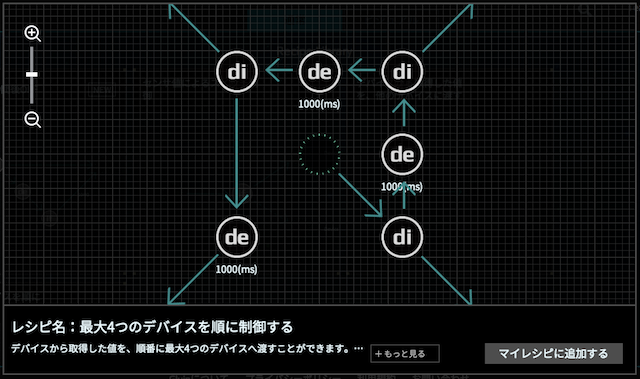 di
de
di
1000(ms)
de
1000(ms)
de
di
1000(ms)
レシピ名：最大4つのデバイスを順に制御する
デバイスから取得した値を、順番に最大4つのデバイスへ渡すことができます。…
＋もっと見る
マイレシピに追加する